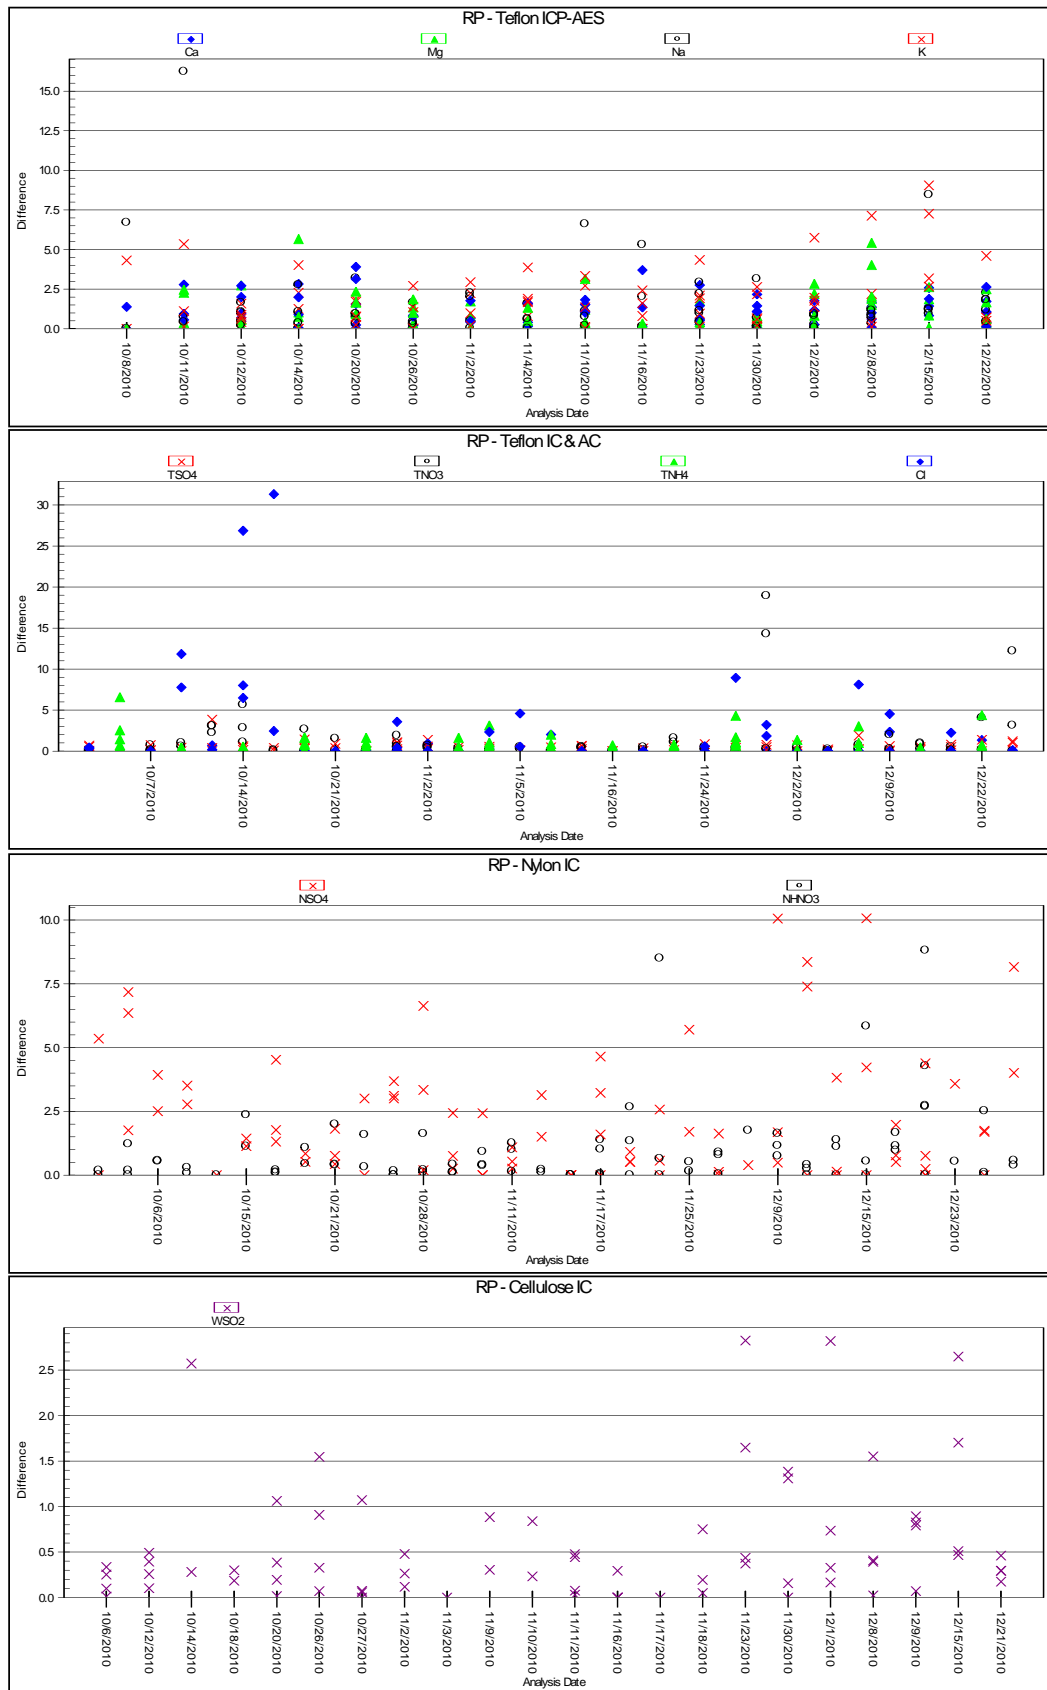 RP - Teflon ICP-AES
Ca Mg Na K
15.0
12.5
10.0
7.5
5.0
2.5
0.0
Difference
10/8/2010 10/11/2010 10/12/2010 10/14/2010 10/20/2010 10/26/2010 11/2/2010 11/4/2010 11/10/2010 11/16/2010 11/23/2010 11/30/2010 12/2/2010 12/8/2010 12/15/2010 12/22/2010
Analysis Date
RP - Teflon IC & AC
TSO4 TNO3 TNH4 Cl
30
25
20
15
10
5
0
Difference
10/7/2010 10/14/2010 10/21/2010 11/2/2010 11/5/2010 11/16/2010 11/24/2010 12/2/2010 12/9/2010 12/22/2010
Analysis Date
RP - Nylon IC
NSO4 NHNO3
10.0
7.5
5.0
2.5
0.0
Difference
10/6/2010 10/15/2010 10/21/2010 10/28/2010 11/11/2010 11/17/2010 11/25/2010 12/9/2010 12/15/2010 12/23/2010
Analysis Date
RP - Cellulose IC
WSO2
2.5
2.0
1.5
1.0
0.5
0.0
Difference
10/6/2010 10/12/2010 10/14/2010 10/18/2010 10/20/2010 10/26/2010 10/27/2010 11/2/2010 11/3/2010 11/9/2010 11/10/2010 11/11/2010 11/16/2010 11/17/2010 11/18/2010 11/23/2010 11/30/2010 12/1/2010 12/8/2010 12/9/2010 12/15/2010 12/21/2010
Analysis Date